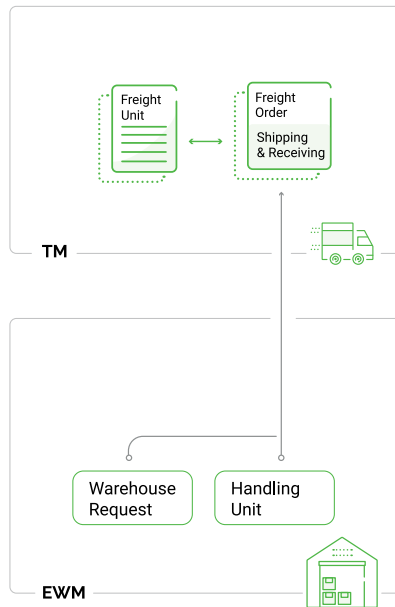 Freight
Unit
Freight
Order
Shipping
& Receiving
TM
Warehouse
Request
Handling
Unit
EWM